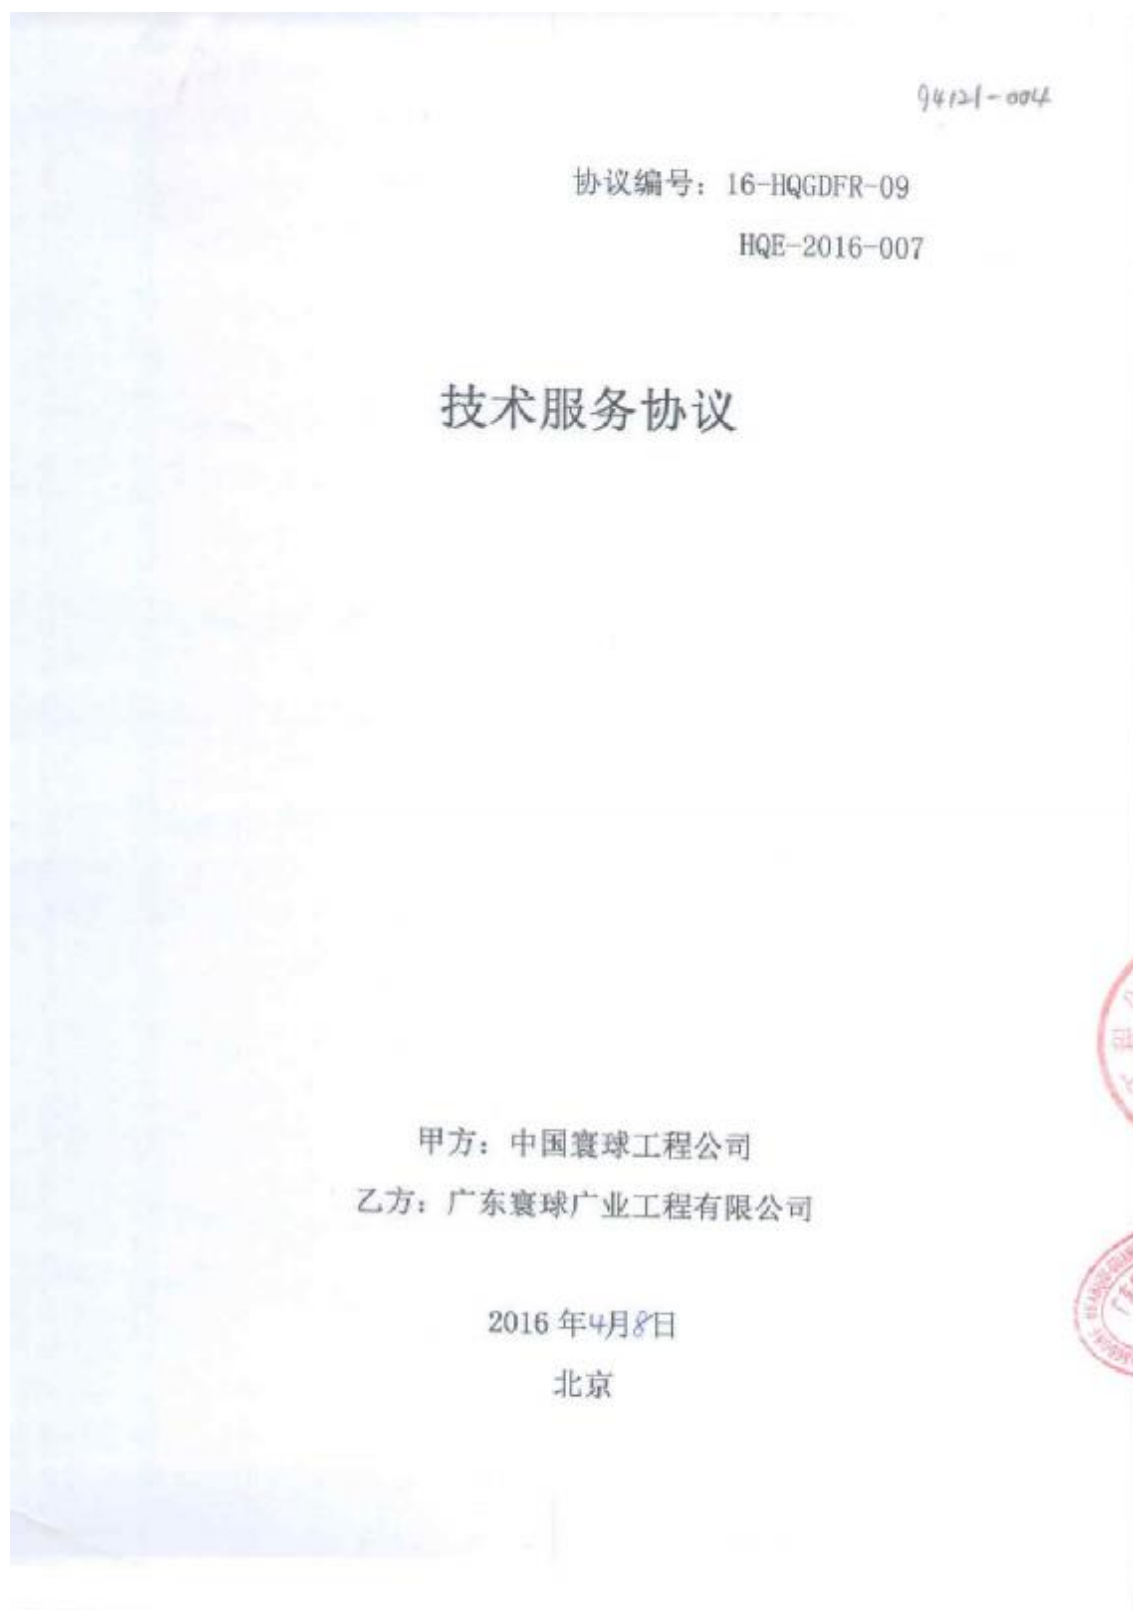 94121-004
协议编号：16-HQGDFR-09
HQE-2016-007
技术服务协议
甲方：中国寰球工程公司
乙方：广东寰球广业工程有限公司
2016年4月8日
北京